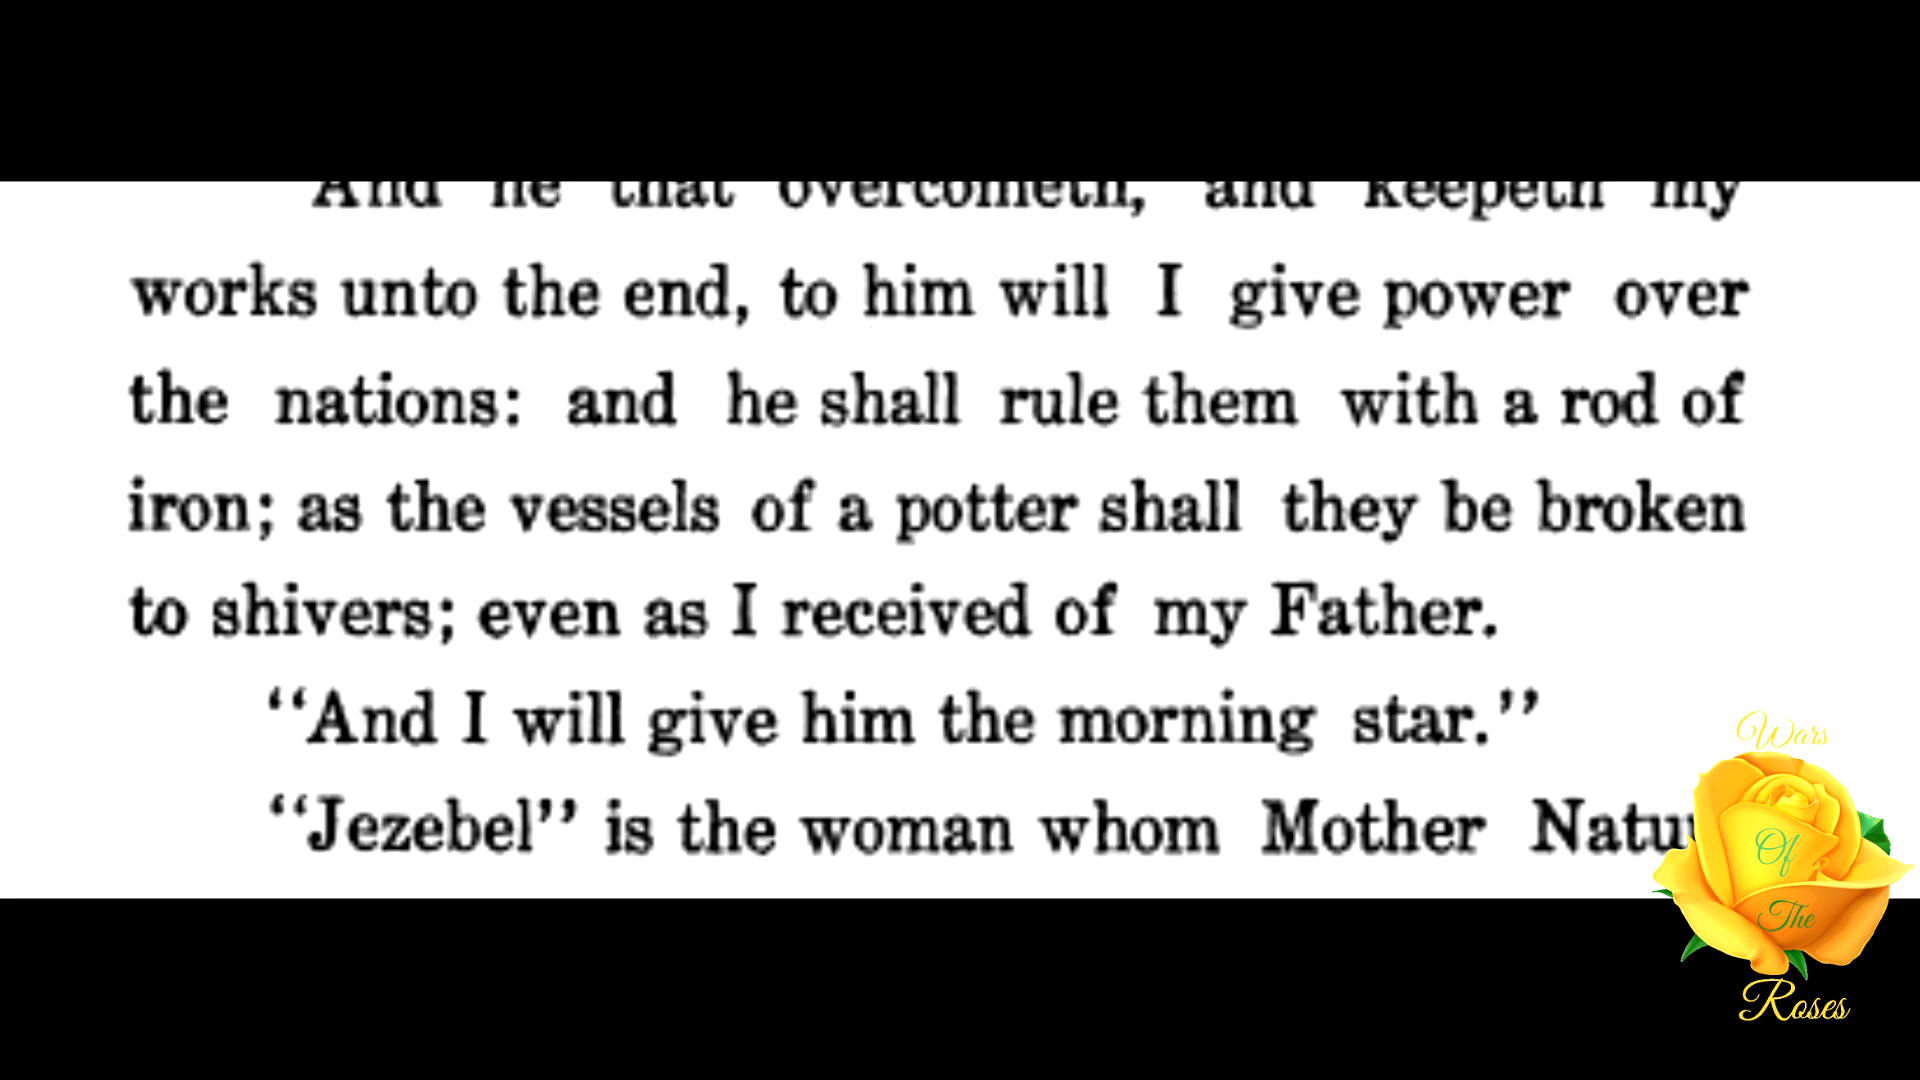 And he that overcometh, and keepeth my
works unto the end, to him will I give power over
the nations: and he shall rule them with a rod of
iron; as the vessels of a potter shall they be broken
to shivers; even as I received of my Father.
“And I will give him the morning star.”
“Jezebel” is the woman whom Mother
Wars
Of
The
Roses